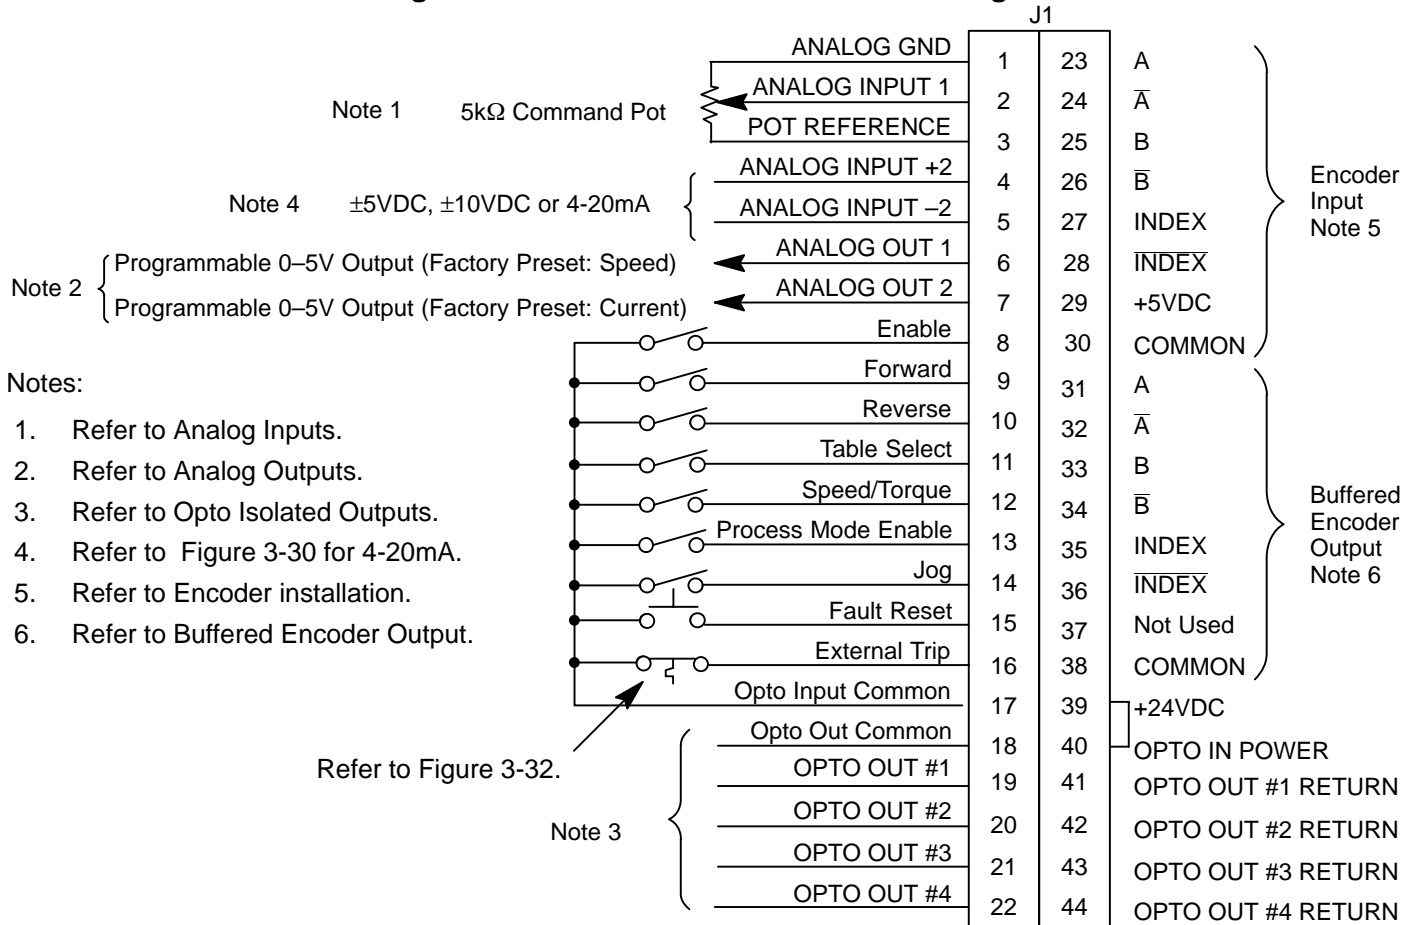 J1
ANALOG GND 1 23 A
Note 1 5kΩ Command Pot ANALOG INPUT 1 2 24 A̅
POT REFERENCE 3 25 B
ANALOG INPUT +2 4 26 B̅
Note 4 ±5VDC, ±10VDC or 4-20mA
ANALOG INPUT –2 5 27 INDEX
Encoder
Input
Note 5
ANALOG OUT 1 6 28 I̅N̅D̅E̅X̅
Note 2
Programmable 0–5V Output (Factory Preset: Speed)
ANALOG OUT 2 7 29 +5VDC
Programmable 0–5V Output (Factory Preset: Current)
Enable 8 30 COMMON
Forward 9 31 A
Reverse 10 32 A̅
Table Select 11 33 B
Speed/Torque 12 34 B̅
Process Mode Enable 13 35 INDEX
Buffered
Encoder
Output
Note 6
Jog 14 36 I̅N̅D̅E̅X̅
Fault Reset 15 37 Not Used
External Trip 16 38 COMMON
Opto Input Common 17 39 +24VDC
Opto Out Common 18 40 OPTO IN POWER
OPTO OUT #1 19 41 OPTO OUT #1 RETURN
OPTO OUT #2 20 42 OPTO OUT #2 RETURN
OPTO OUT #3 21 43 OPTO OUT #3 RETURN
OPTO OUT #4 22 44 OPTO OUT #4 RETURN
Note 3
Refer to Figure 3-32.
Notes:
1. Refer to Analog Inputs.
2. Refer to Analog Outputs.
3. Refer to Opto Isolated Outputs.
4. Refer to Figure 3-30 for 4-20mA.
5. Refer to Encoder installation.
6. Refer to Buffered Encoder Output.